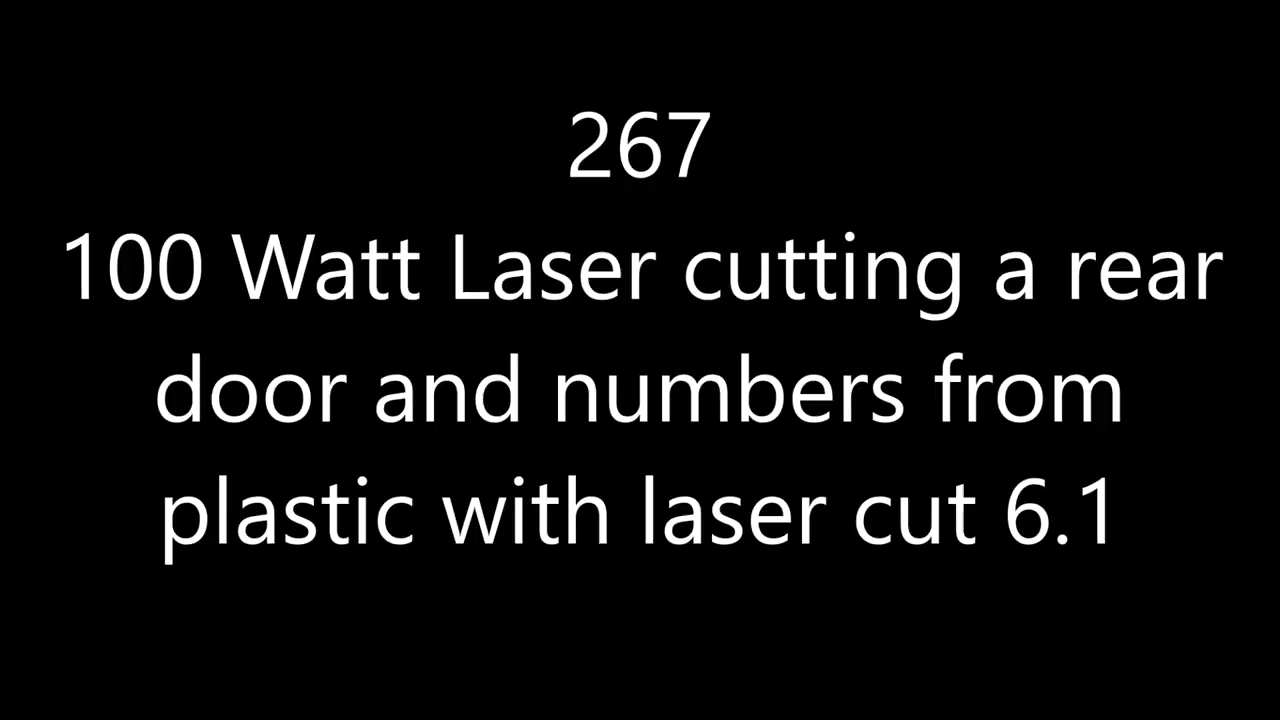 267
100 Watt Laser cutting a rear
door and numbers from
plastic with laser cut 6.1